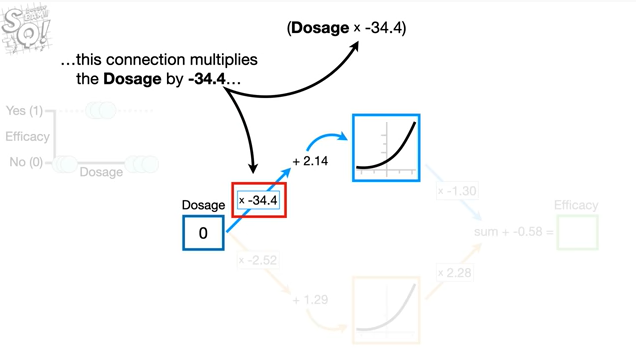 (Dosage x -34.4)
…this connection multiplies
the Dosage by -34.4…
Yes (1)
Efficacy
No (0)
Dosage
+ 2.14
x -1.30
Dosage
x -34.4
Efficacy
0
sum + -0.58 =
x -2.52
x 2.28
+ 1.29